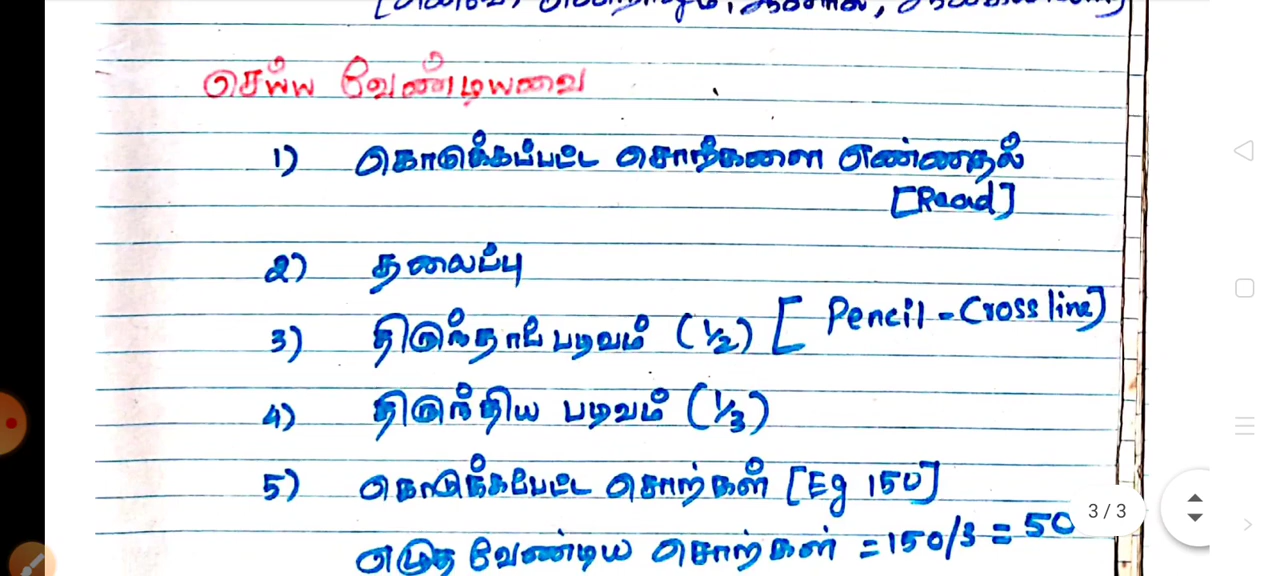 செய்ய வேண்டியவை
1) கொடுக்கப்பட்ட சொற்களை எண்ணுதல்
[Read]
2) தலைப்பு
3) திருந்தாப் படிவம் (1/2) [ Pencil - Cross line]
4) திருந்திய படிவம் (1/3)
5) கொடுக்கப்பட்ட சொற்கள் [Eg 150]
3 / 3
எழுத வேண்டிய சொற்கள் = 150/3 = 50